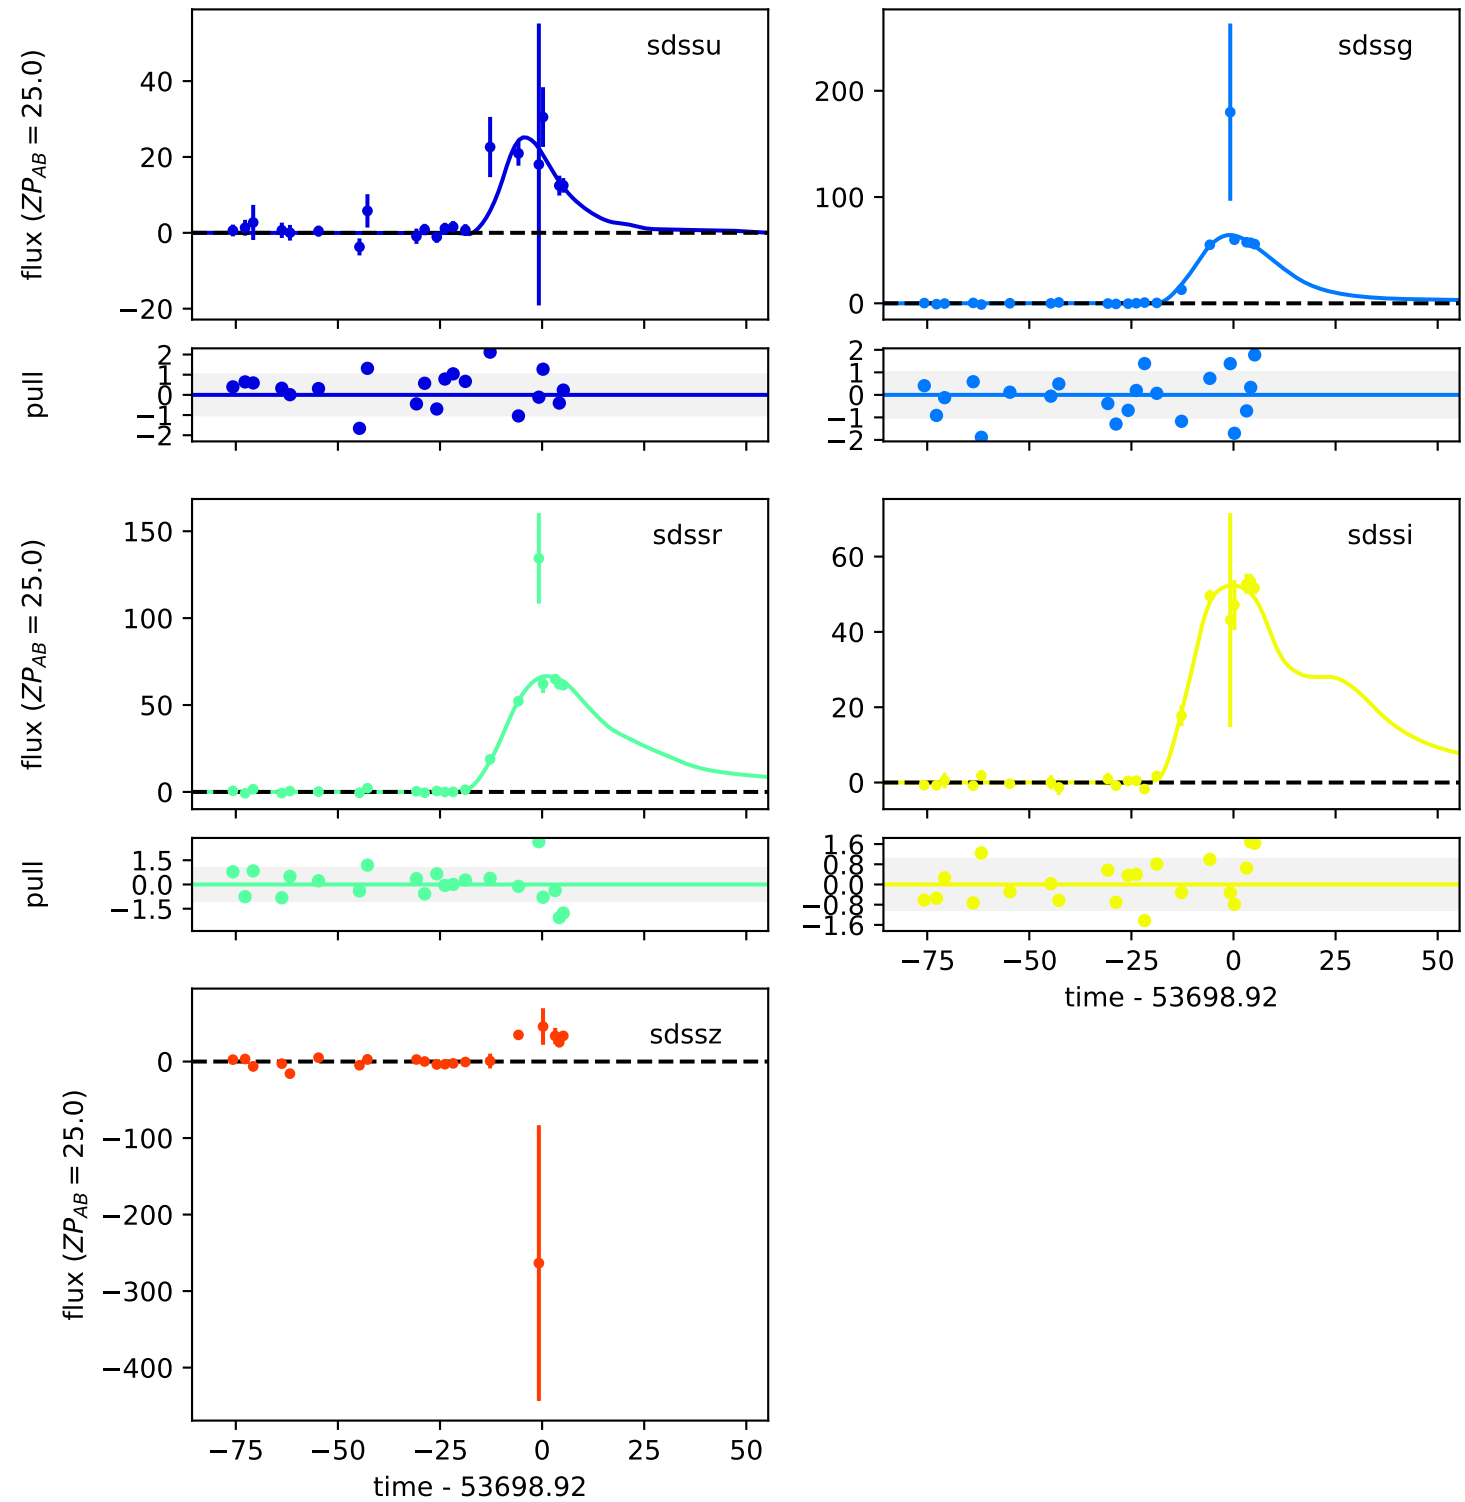 sdssu
flux (ZP_AB = 25.0)
40
20
0
−20
sdssg
200
100
0
pull
2
1
0
−1
−2
2
1
0
−1
−2
sdssr
flux (ZP_AB = 25.0)
150
100
50
0
sdssi
60
40
20
0
pull
1.5
0.0
−1.5
1.6
0.8
0.0
−0.8
−1.6
−75 −50 −25 0 25 50
time - 53698.92
sdssz
flux (ZP_AB = 25.0)
0
−100
−200
−300
−400
−75 −50 −25 0 25 50
time - 53698.92